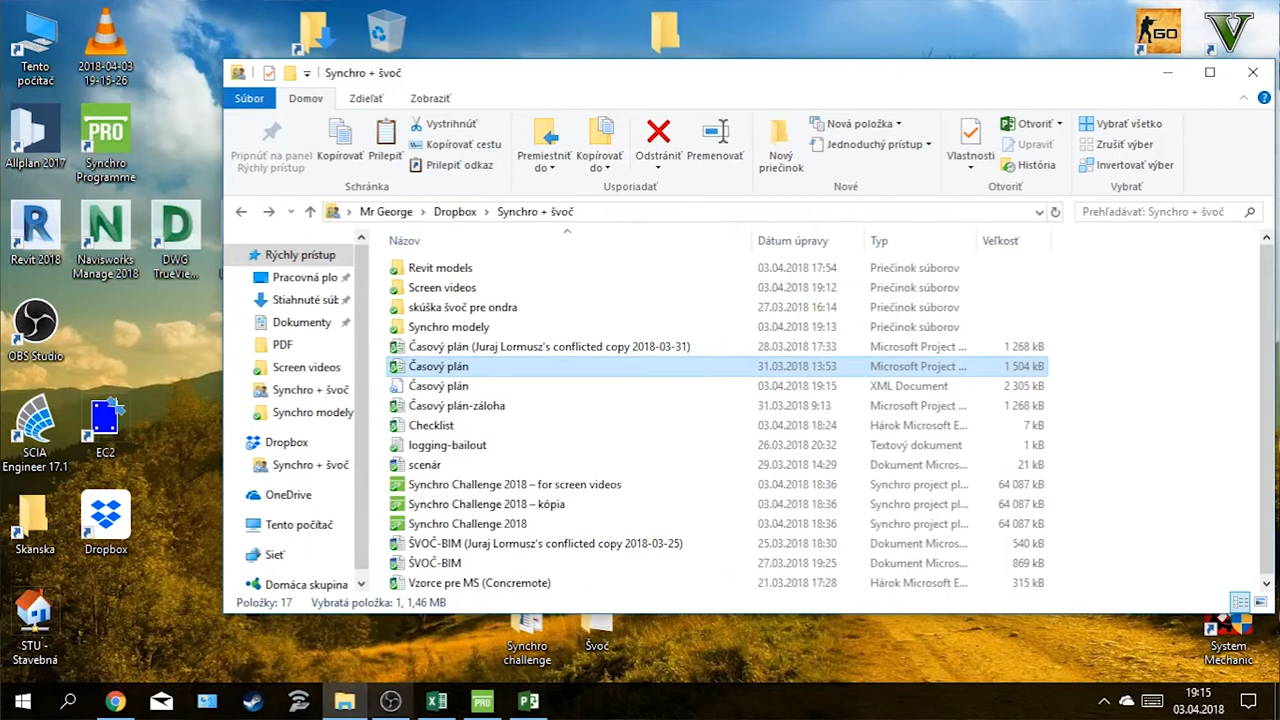 Tento
počítač
2018-04-03
19-15-26
GO
V
Synchro + švoč
Súbor
Domov
Zdieľať
Zobraziť
Pripnúť na panel
Rýchly prístup
Kopírovať
Prilepiť
Vystrihnúť
Kopírovať cestu
Prilepiť odkaz
Schránka
Premiestniť
do
Kopírovať
do
Odstrániť
Premenovať
Usporiadať
Nový
priečinok
Nová položka
Jednoduchý prístup
Nové
Vlastnosti
Otvoriť
Upraviť
História
Otvoriť
Vybrať všetko
Zrušiť výber
Invertovať výber
Vybrať
Allplan 2017
PRO
Synchro
Programme
R
Revit 2018
N
Navisworks
Manage 2018
D
DWG
TrueVie...
OBS Studio
SCIA
Engineer 17.1
EC2
Skanska
Dropbox
STU -
Stavebná
Mr George
Dropbox
Synchro + švoč
Prehľadávať: Synchro + švoč
Rýchly prístup
Pracovná plo
Stiahnuté súb
Dokumenty
PDF
Screen videos
Synchro + švoč
Synchro modely
Dropbox
Synchro + švoč
OneDrive
Tento počítač
Sieť
Domáca skupina
Názov Dátum úpravy Typ Veľkosť
Revit models 03.04.2018 17:54 Priečinok súborov
Screen videos 03.04.2018 19:12 Priečinok súborov
skúška švoč pre ondra 27.03.2018 16:14 Priečinok súborov
Synchro modely 03.04.2018 19:13 Priečinok súborov
Časový plán (Juraj Lormusz's conflicted copy 2018-03-31) 28.03.2018 17:33 Microsoft Project ... 1 268 kB
Časový plán 31.03.2018 13:53 Microsoft Project ... 1 504 kB
Časový plán 03.04.2018 19:15 XML Document 2 305 kB
Časový plán-záloha 31.03.2018 9:13 Microsoft Project ... 1 268 kB
Checklist 03.04.2018 18:24 Hárok Microsoft E... 7 kB
logging-bailout 26.03.2018 20:32 Textový dokument 1 kB
scenár 29.03.2018 14:29 Dokument Micros... 21 kB
Synchro Challenge 2018 – for screen videos 03.04.2018 18:36 Synchro project pl... 64 087 kB
Synchro Challenge 2018 – kópia 03.04.2018 18:36 Synchro project pl... 64 087 kB
Synchro Challenge 2018 03.04.2018 18:36 Synchro project pl... 64 087 kB
ŠVOČ-BIM (Juraj Lormusz's conflicted copy 2018-03-25) 25.03.2018 18:30 Dokument Micros... 540 kB
ŠVOČ-BIM 27.03.2018 19:25 Dokument Micros... 869 kB
Vzorce pre MS (Concremote) 21.03.2018 17:28 Hárok Microsoft E... 315 kB
Položky: 17 Vybratá položka: 1, 1,46 MB
Synchro
challenge
Švoč
System
Mechanic
PRO
19:15
03.04.2018